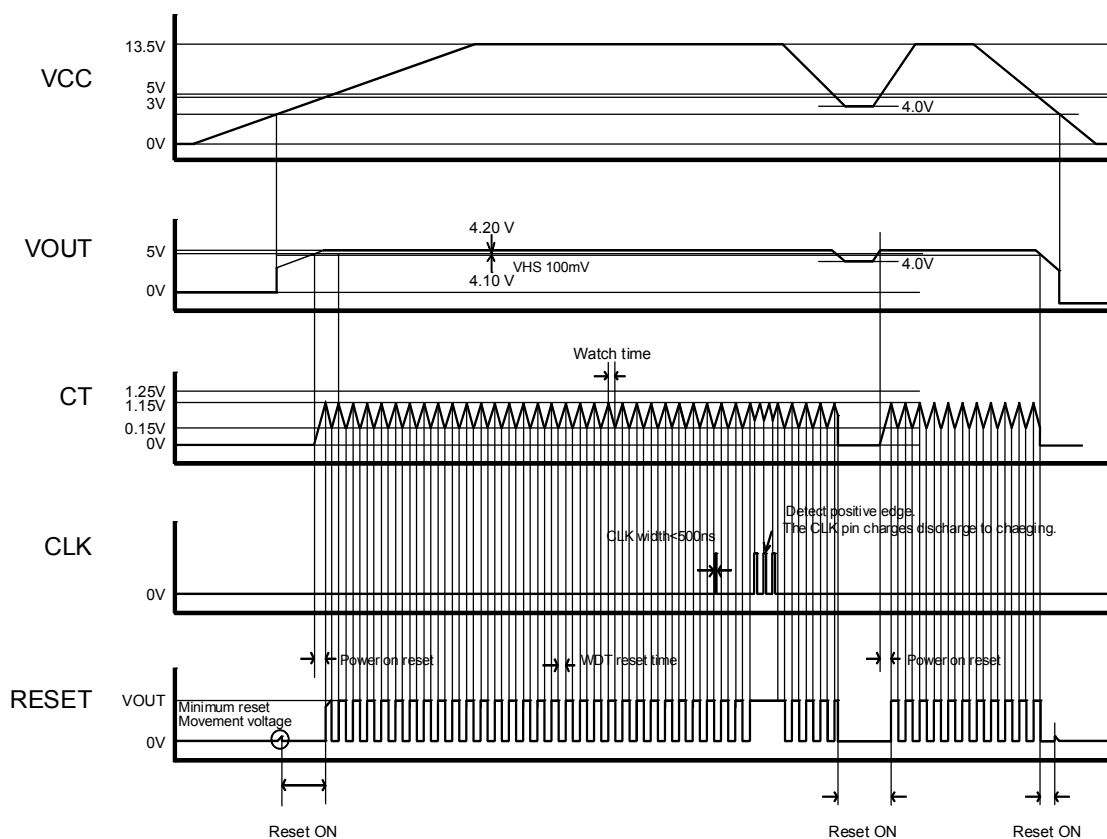 VCC
13.5V
5V
3V
0V
4.0V
VOUT
5V
0V
4.20 V
VHS 100mV
4.10 V
4.0V
CT
1.25V
1.15V
0.15V
0V
Watch time
CLK
0V
CLK width<500ns
Detect positive edge.
The CLK pin charges discharge to chaeging.
RESET
VOUT
0V
Power on reset
WDT reset time
Power on reset
Minimum reset
Movement voltage
Reset ON
Reset ON
Reset ON